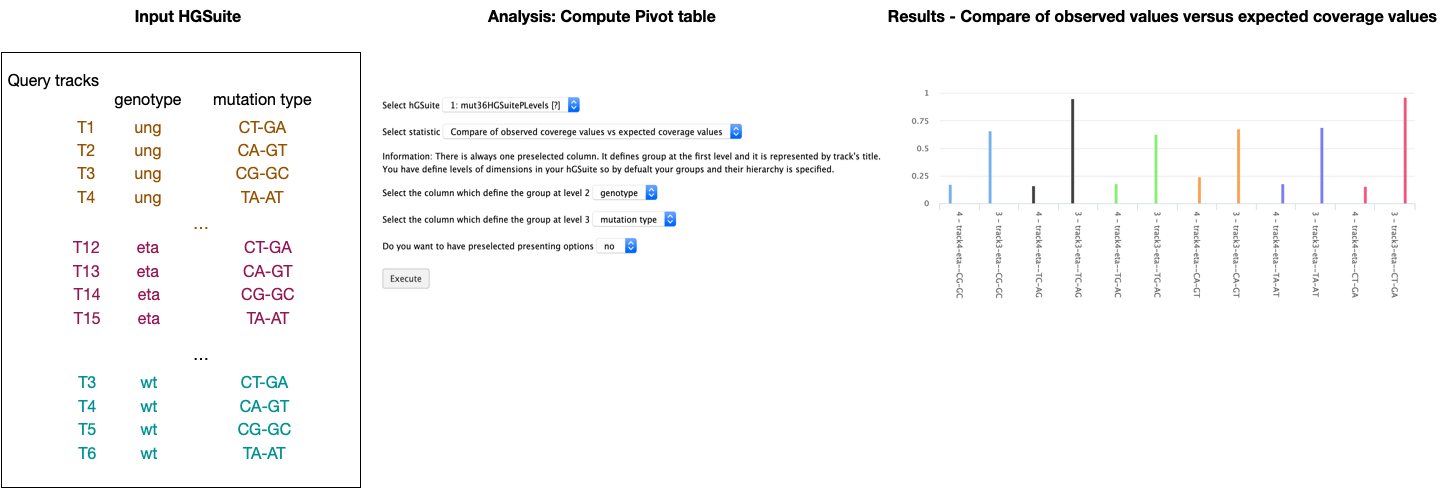 Input HGSuite
Analysis: Compute Pivot table
Results - Compare of observed values versus expected coverage values
Query tracks
genotype mutation type
T1 ung CT-GA
T2 ung CA-GT
T3 ung CG-GC
T4 ung TA-AT
...
T12 eta CT-GA
T13 eta CA-GT
T14 eta CG-GC
T15 eta TA-AT
...
T3 wt CT-GA
T4 wt CA-GT
T5 wt CG-GC
T6 wt TA-AT
Select hGSuite 1: mut36HGSuitePLevels [?]
Select statistic Compare of observed coverege values vs expected coverage values
Information: There is always one preselected column. It defines group at the first level and it is represented by track's title.
You have define levels of dimensions in your hGSuite so by defualt your groups and their hierarchy is specified.
Select the column which define the group at level 2 genotype
Select the column which define the group at level 3 mutation type
Do you want to have preselected presenting options no
Execute
1
0.75
0.5
0.25
0
4 - track4-eta--CG-GC
3 - track3-eta--CG-GC
4 - track4-eta--TC-AG
3 - track3-eta--TC-AG
4 - track4-eta--TG-AC
3 - track3-eta--TG-AC
4 - track4-eta--CA-GT
3 - track3-eta--CA-GT
4 - track4-eta--TA-AT
3 - track3-eta--TA-AT
4 - track4-eta--CT-GA
3 - track3-eta--CT-GA